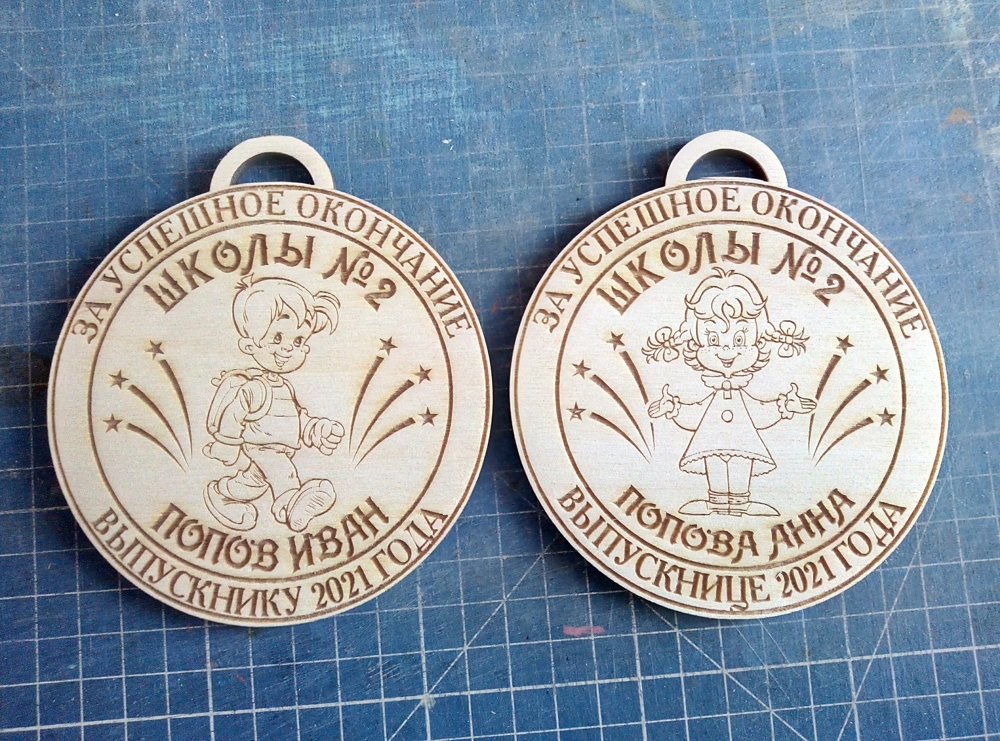 ЗА УСПЕШНОЕ ОКОНЧАНИЕ
ШКОЛЫ №2
ПОПОВ ИВАН
ВЫПУСКНИКУ 2021 ГОДА
ЗА УСПЕШНОЕ ОКОНЧАНИЕ
ШКОЛЫ №2
ПОПОВА АННА
ВЫПУСКНИЦЕ 2021 ГОДА